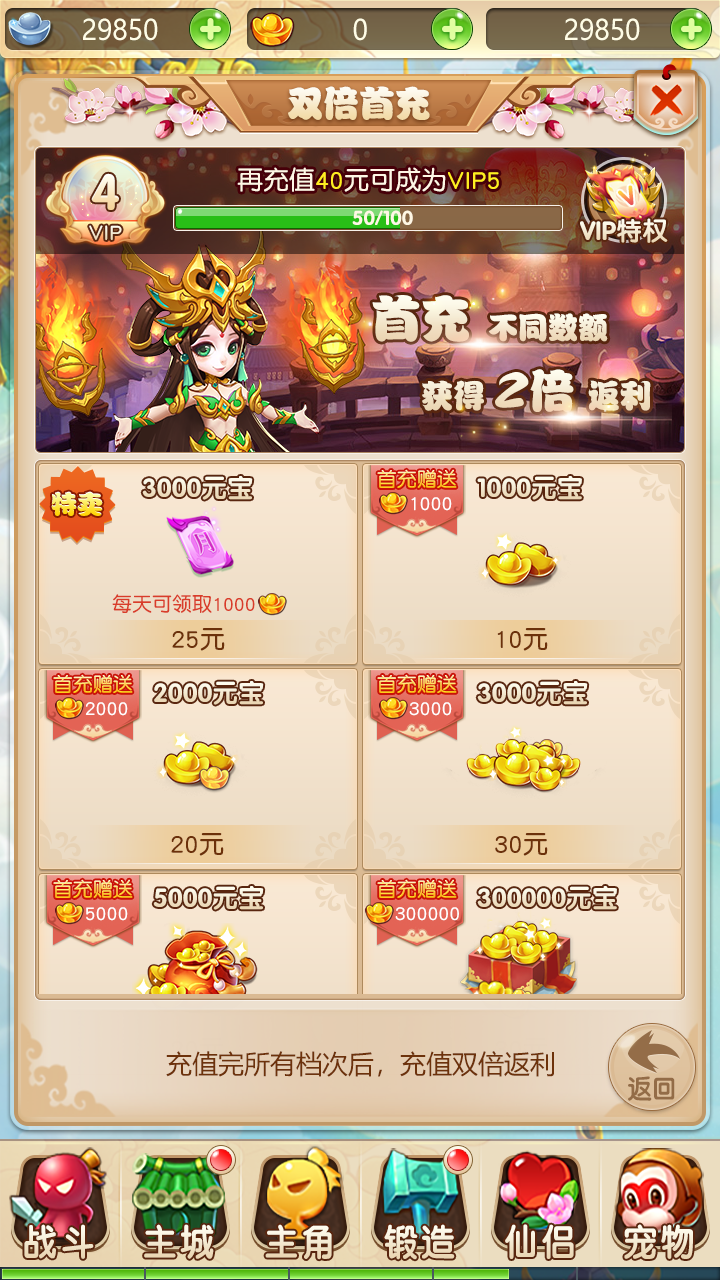 29850
0
29850
双倍首充
4
VIP
再充值40元可成为VIP5
50/100
V
VIP特权
首充 不同数额
获得2倍 返利
特卖
3000元宝
月
每天可领取1000
25元
首充赠送
1000
1000元宝
10元
首充赠送
2000
2000元宝
20元
首充赠送
3000
3000元宝
30元
首充赠送
5000
5000元宝
首充赠送
300000
300000元宝
充值完所有档次后，充值双倍返利
返回
战斗
主城
主角
锻造
仙侣
宠物